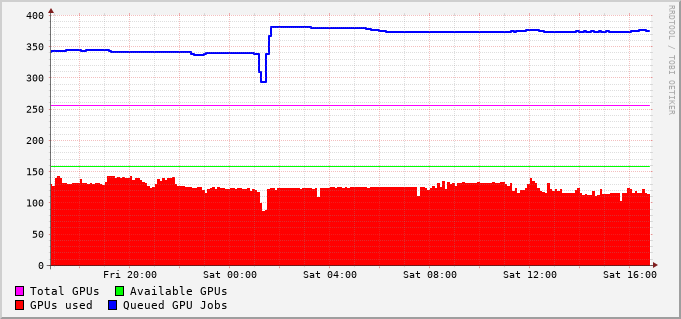 400
350
300
250
200
150
100
50
0
Fri 20:00 Sat 00:00 Sat 04:00 Sat 08:00 Sat 12:00 Sat 16:00
Total GPUs Available GPUs
GPUs used Queued GPU Jobs
RRDTOOL / TOBI OETIKER